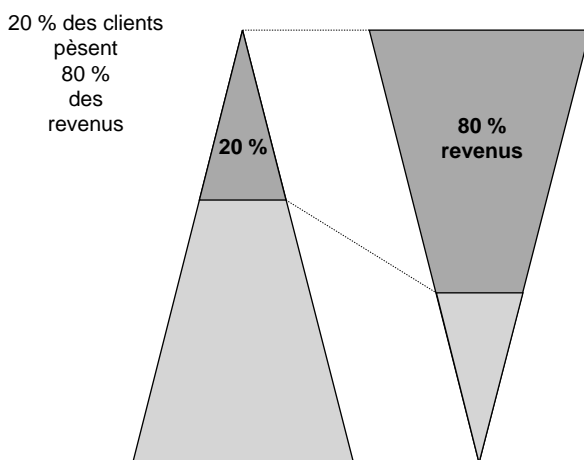 20 % des clients
pèsent
80 %
des
revenus
20 %
80 %
revenus